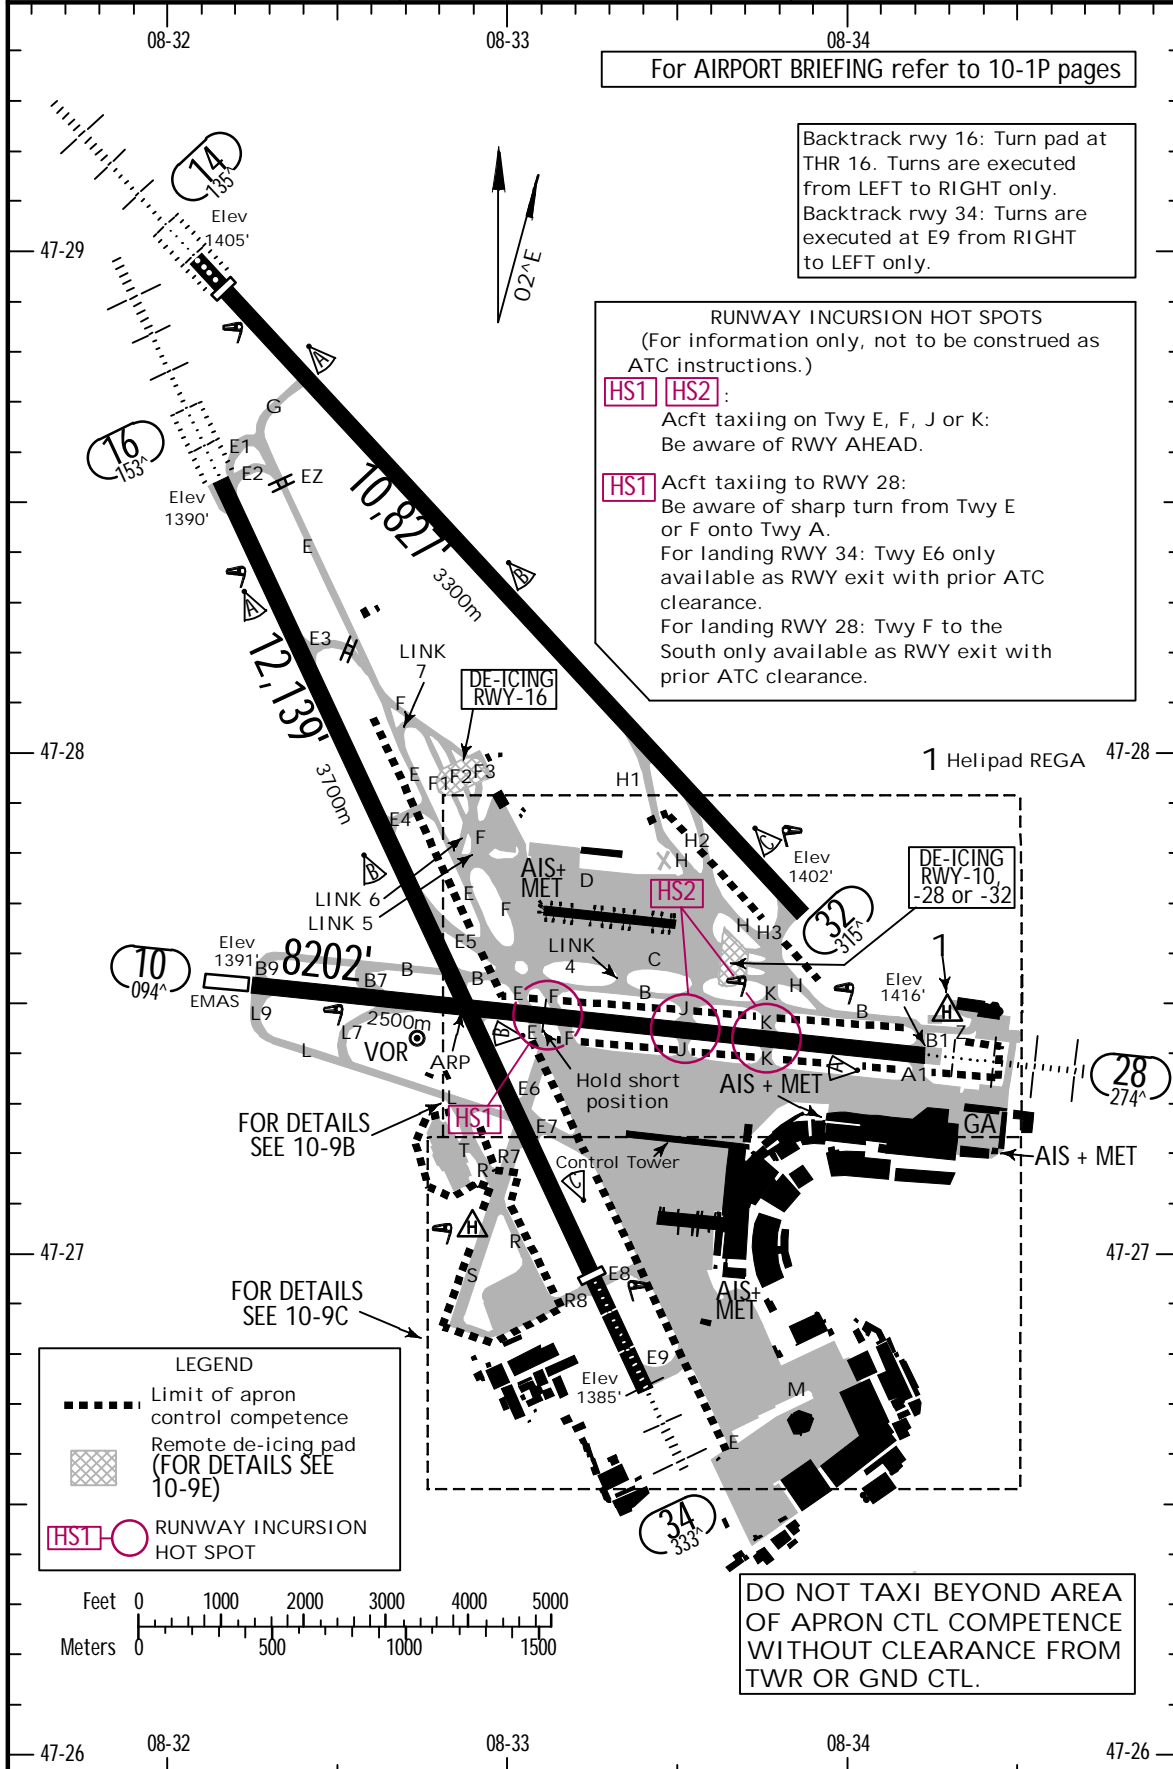 08-32
08-33
08-34
For AIRPORT BRIEFING refer to 10-1P pages
Backtrack rwy 16: Turn pad at
THR 16. Turns are executed
from LEFT to RIGHT only.
Backtrack rwy 34: Turns are
executed at E9 from RIGHT
to LEFT only.
14
135^
Elev
1405'
47-29
02^E
RUNWAY INCURSION HOT SPOTS
(For information only, not to be construed as
ATC instructions.)
HS1 HS2 :
Acft taxiing on Twy E, F, J or K:
Be aware of RWY AHEAD.
HS1 Acft taxiing to RWY 28:
Be aware of sharp turn from Twy E
or F onto Twy A.
For landing RWY 34: Twy E6 only
available as RWY exit with prior ATC
clearance.
For landing RWY 28: Twy F to the
South only available as RWY exit with
prior ATC clearance.
A
G
16
153^
E1
E2
EZ
Elev
1390'
10,827'
3300m
E
B
A
E3
12,139'
3700m
LINK
7
DE-ICING
RWY-16
F
47-28
47-28
1 Helipad REGA
E
F1
F2
F3
H1
E4
F
H2
C
Elev
1402'
B
AIS+
MET
D
H
DE-ICING
RWY-10,
-28 or -32
HS2
LINK 6
LINK 5
E
F
32
315^
H
H3
E5
LINK
4
C
1
10
094^
Elev
1391'
B9
8202'
B
B7
B
EMAS
L9
L7
2500m
VOR
L
ARP
E
F
B
J
K
K
H
B
Elev
1416'
H
B1
Z
B
E
F
J
K
A
A1
28
274^
E6
Hold short
position
AIS + MET
L
HS1
E7
GA
FOR DETAILS
SEE 10-9B
T
R
R7
Control Tower
AIS + MET
C
H
47-27
47-27
R
S
E8
R8
AIS+
MET
FOR DETAILS
SEE 10-9C
E9
Elev
1385'
M
E
34
333^
LEGEND
Limit of apron
control competence
Remote de-icing pad
(FOR DETAILS SEE
10-9E)
HS1
RUNWAY INCURSION
HOT SPOT
Feet 0 1000 2000 3000 4000 5000
Meters 0 500 1000 1500
DO NOT TAXI BEYOND AREA
OF APRON CTL COMPETENCE
WITHOUT CLEARANCE FROM
TWR OR GND CTL.
47-26
08-32
08-33
08-34
47-26